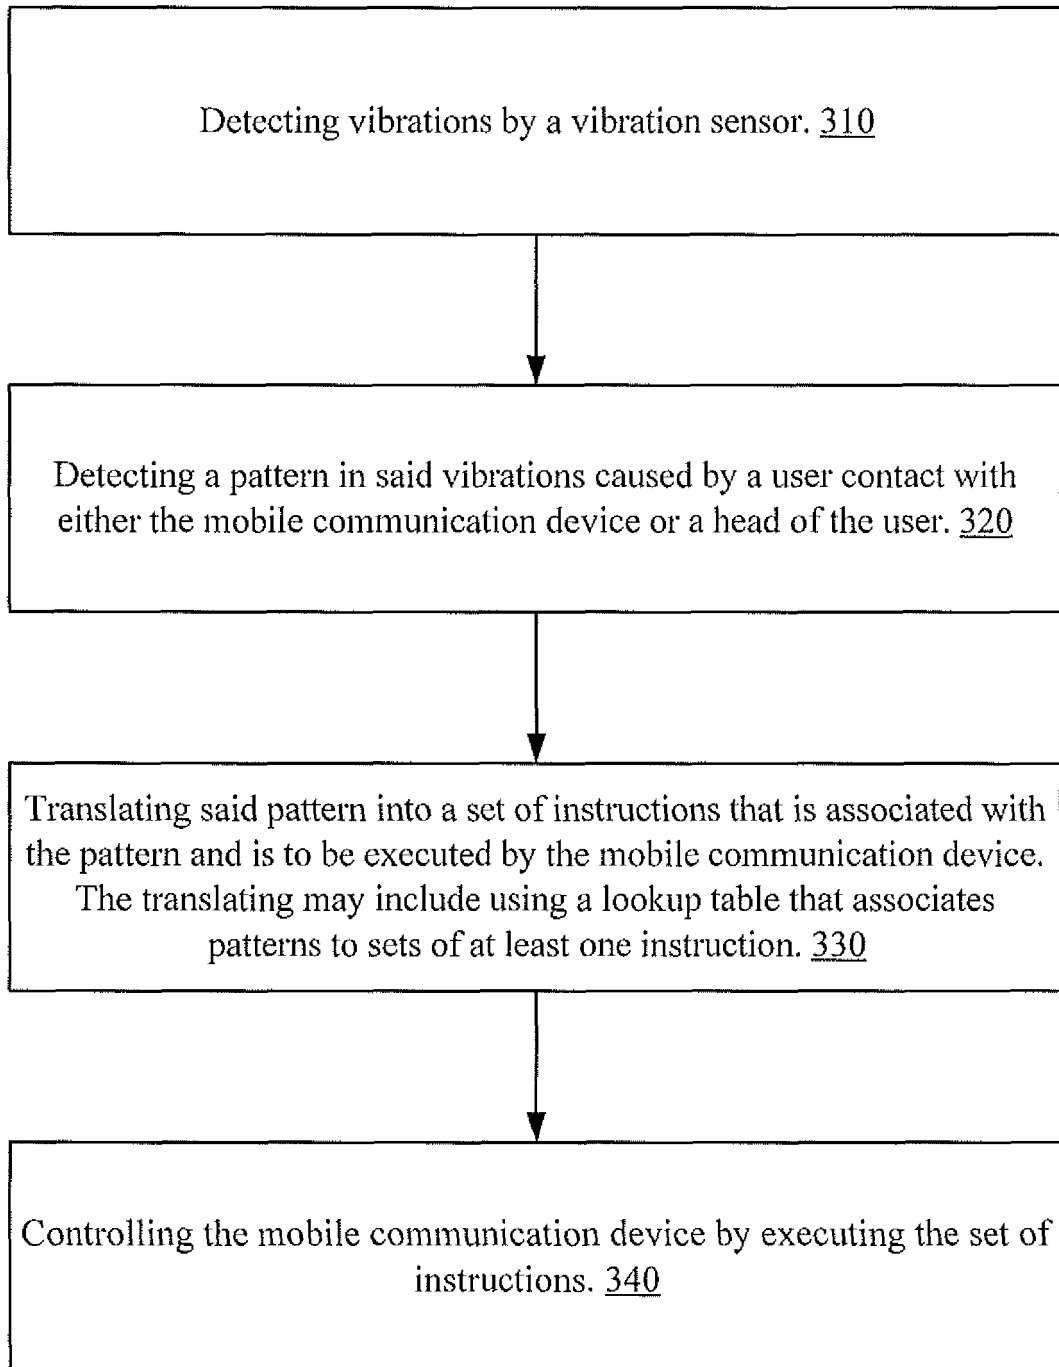 Detecting vibrations by a vibration sensor. 310
Detecting a pattern in said vibrations caused by a user contact with
either the mobile communication device or a head of the user. 320
Translating said pattern into a set of instructions that is associated with
the pattern and is to be executed by the mobile communication device.
The translating may include using a lookup table that associates
patterns to sets of at least one instruction. 330
Controlling the mobile communication device by executing the set of
instructions. 340